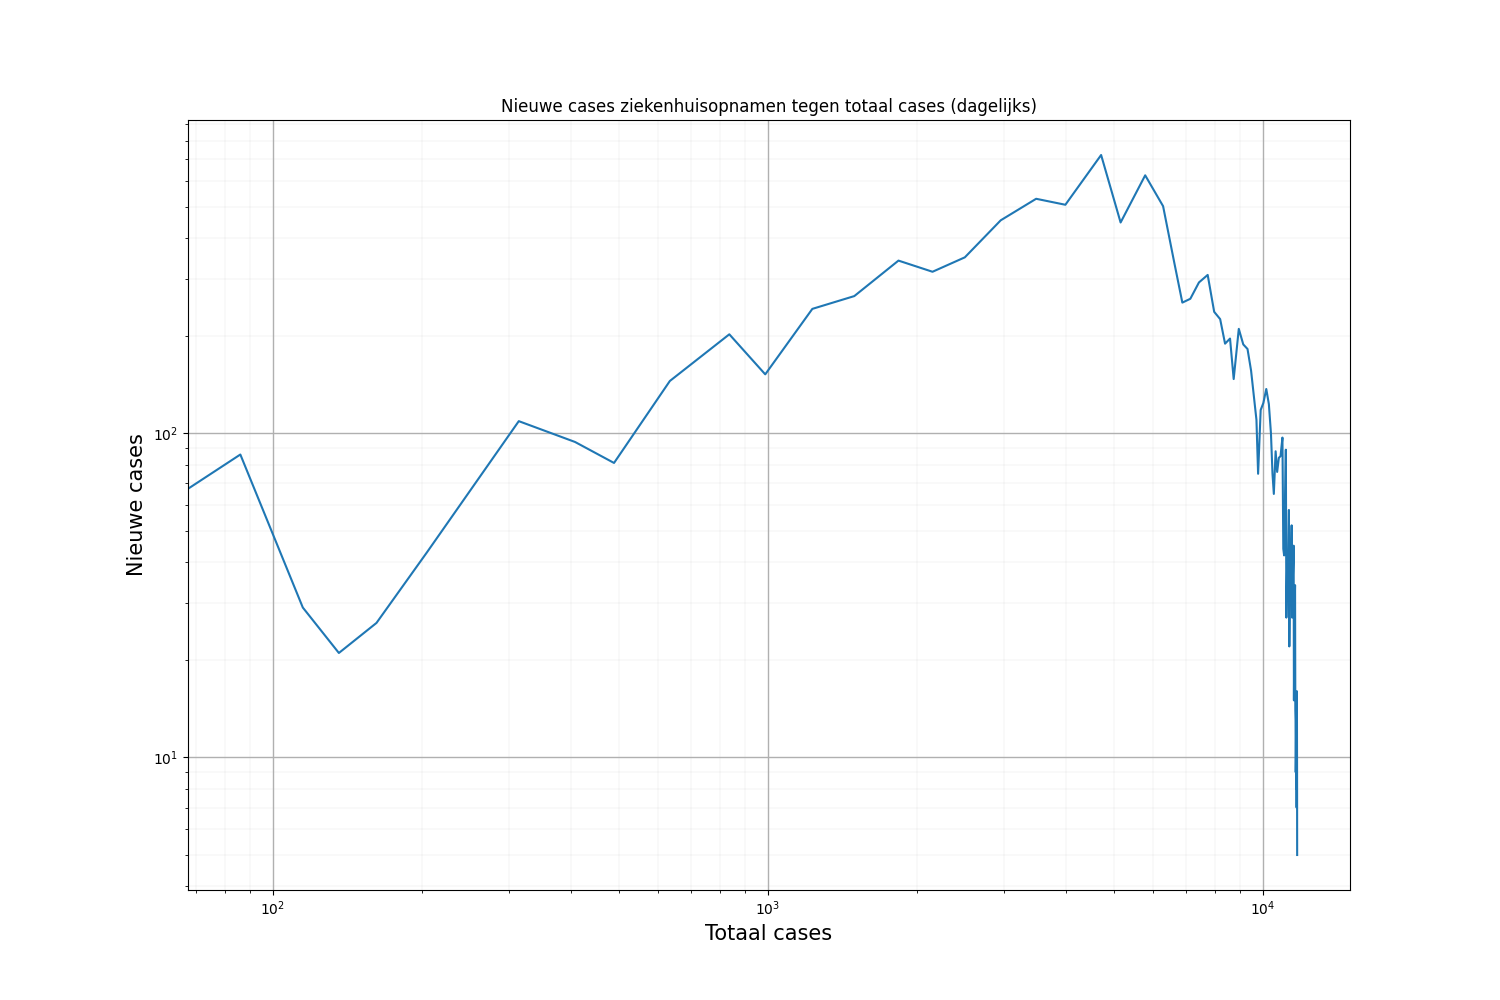 Nieuwe cases ziekenhuisopnamen tegen totaal cases (dagelijks)
Nieuwe cases
10²
10¹
10² 10³ 10⁴
Totaal cases